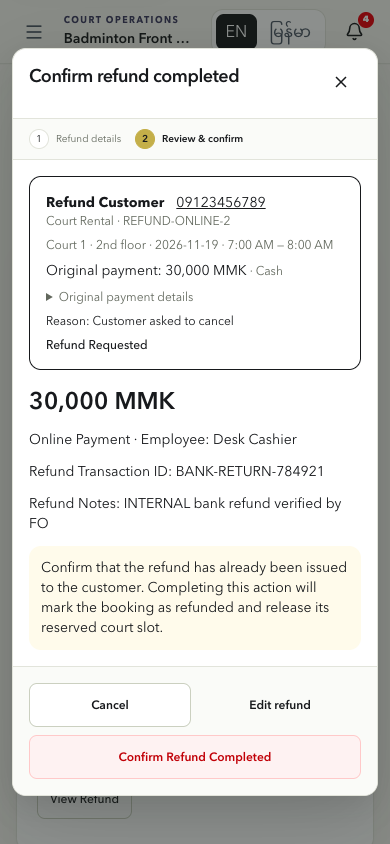 COURT OPERATIONS
Badminton Front ...
EN
မြန်မာ
4
Confirm refund completed
1 Refund details 2 Review & confirm
Refund Customer 09123456789
Court Rental · REFUND-ONLINE-2
Court 1 · 2nd floor · 2026-11-19 · 7:00 AM – 8:00 AM
Original payment: 30,000 MMK · Cash
Original payment details
Reason: Customer asked to cancel
Refund Requested
30,000 MMK
Online Payment · Employee: Desk Cashier
Refund Transaction ID: BANK-RETURN-784921
Refund Notes: INTERNAL bank refund verified by
FO
Confirm that the refund has already been issued
to the customer. Completing this action will
mark the booking as refunded and release its
reserved court slot.
Cancel
Edit refund
Confirm Refund Completed
View Refund